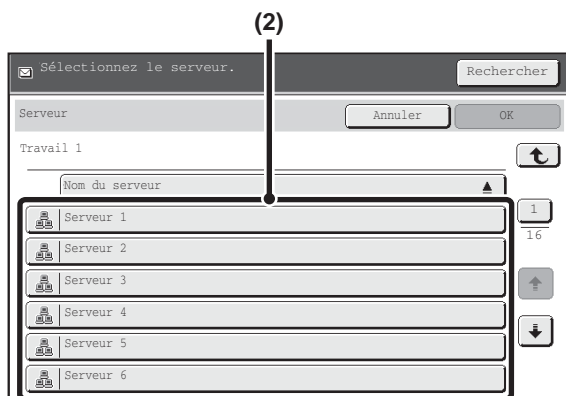 (2)
Sélectionnez le serveur.
Rechercher
Serveur
Annuler
OK
Travail 1
Nom du serveur
Serveur 1
1
16
Serveur 2
Serveur 3
Serveur 4
Serveur 5
Serveur 6